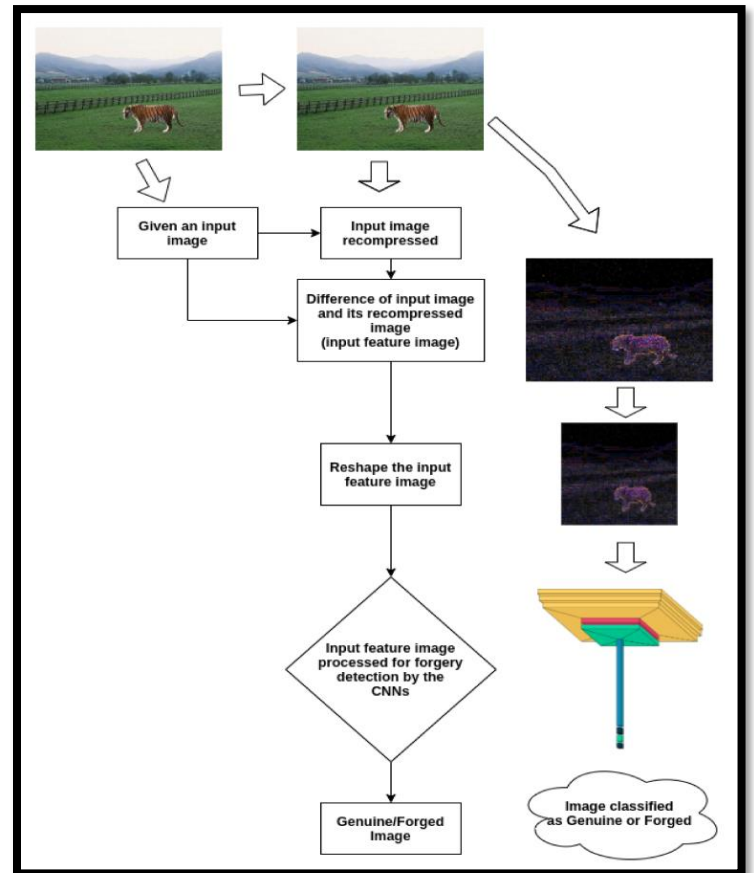 Given an input
image
Input image
recompressed
Difference of input image
and its recompressed
image
(input feature image)
Reshape the input
feature image
Input feature image
processed for forgery
detection by the
CNNs
Genuine/Forged
Image
Image classified
as Genuine or Forged